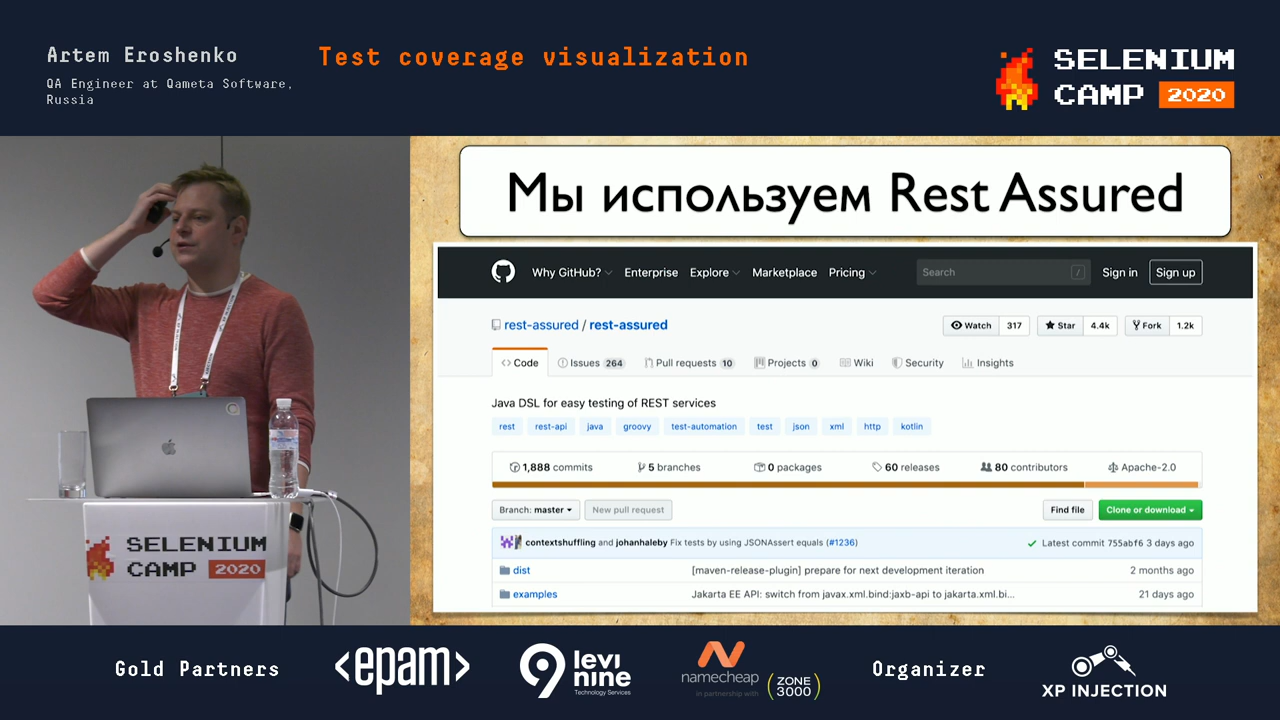 Artem Eroshenko
QA Engineer at Qameta Software,
Russia
Test coverage visualization
SELENIUM
CAMP 2020
Мы используем Rest Assured
Why GitHub? Enterprise Explore Marketplace Pricing Search / Sign in Sign up
rest-assured / rest-assured Watch 317 Star 4.4k Fork 1.2k
Code Issues 264 Pull requests 10 Projects 0 Wiki Security Insights
Java DSL for easy testing of REST services
rest rest-api java groovy test-automation test json xml http kotlin
1,888 commits 5 branches 0 packages 60 releases 80 contributors Apache-2.0
Branch: master New pull request Find file Clone or download
contextshuffling and johanhaleby Fix tests by using JSONAssert equals (#1236) Latest commit 755abf6 3 days ago
dist [maven-release-plugin] prepare for next development iteration 2 months ago
examples Jakarta EE API: switch from javax.xml.bind:jaxb-api to jakarta.xml.bi... 21 days ago
SELENIUM
CAMP 2020
Gold Partners
<epam>
9 levi
nine
Technology Services
namecheap
in partnership with
ZONE
3000
Organizer
XP INJECTION